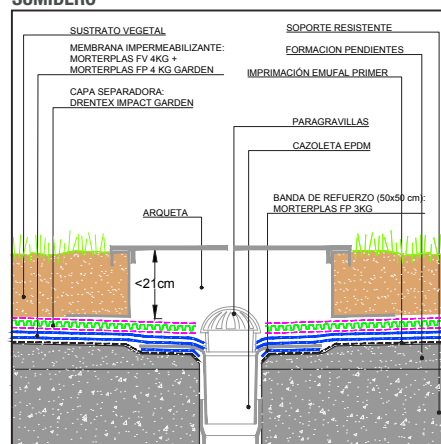 SUMIDERO
SUSTRATO VEGETAL
MEMBRANA IMPERMEABILIZANTE:
MORTERPLAS FV 4KG +
MORTERPLAS FP 4 KG GARDEN
CAPA SEPARADORA:
DRENTEX IMPACT GARDEN
ARQUETA
SOPORTE RESISTENTE
FORMACION PENDIENTES
IMPRIMACIÓN EMUFAL PRIMER
PARAGRAVILLAS
CAZOLETA EPDM
BANDA DE REFUERZO (50x50 cm):
MORTERPLAS FP 3KG
<21cm